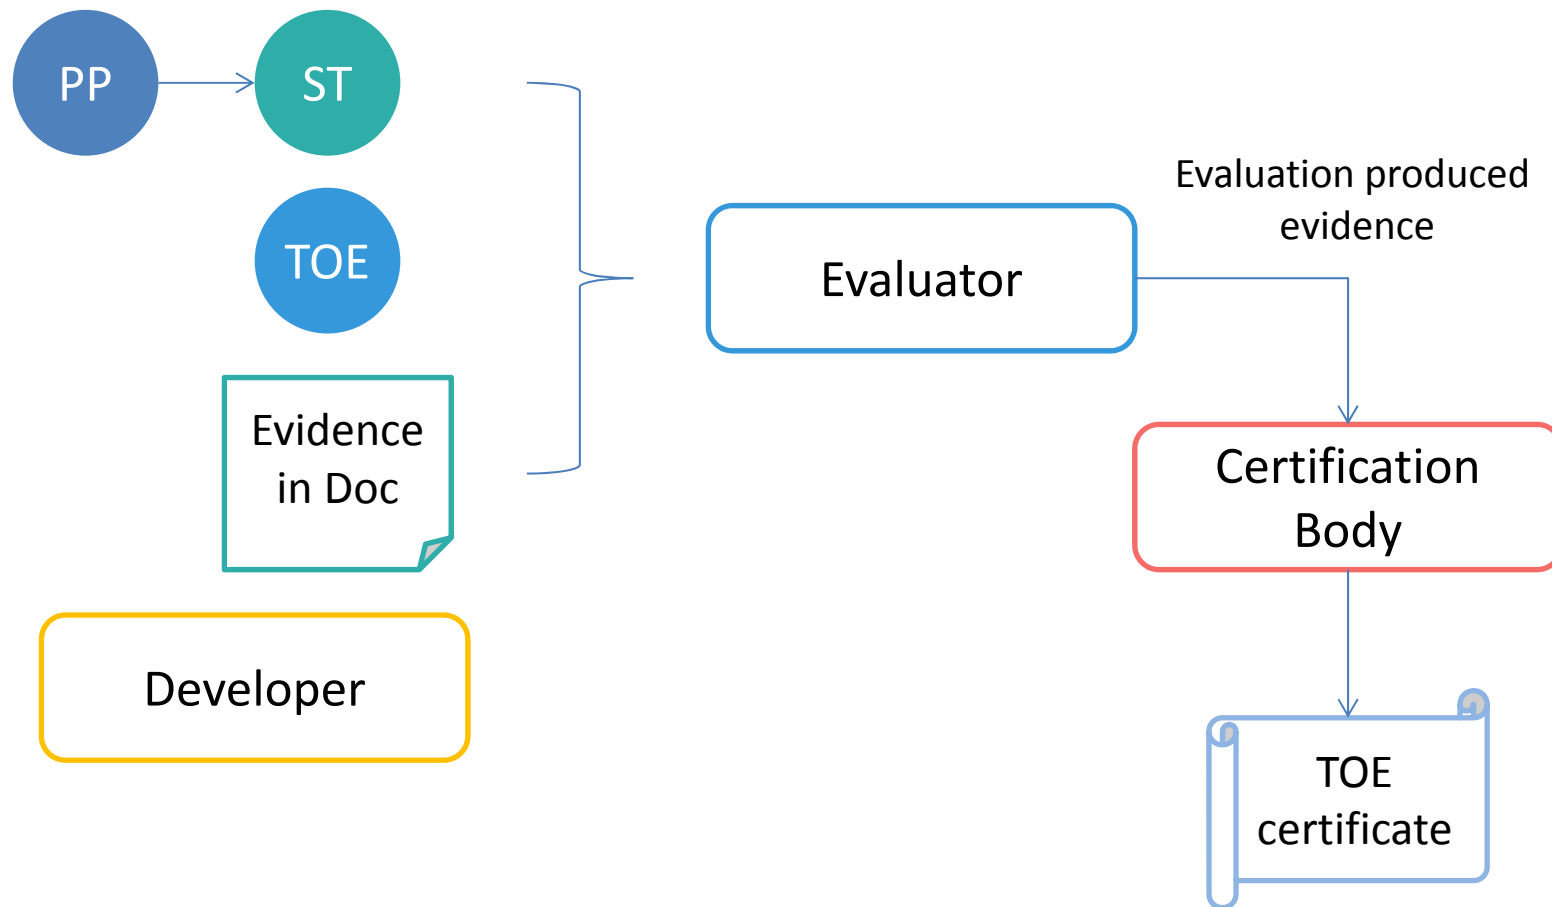 PP
ST
TOE
Evidence
in Doc
Developer
Evaluator
Evaluation produced
evidence
Certification
Body
TOE
certificate